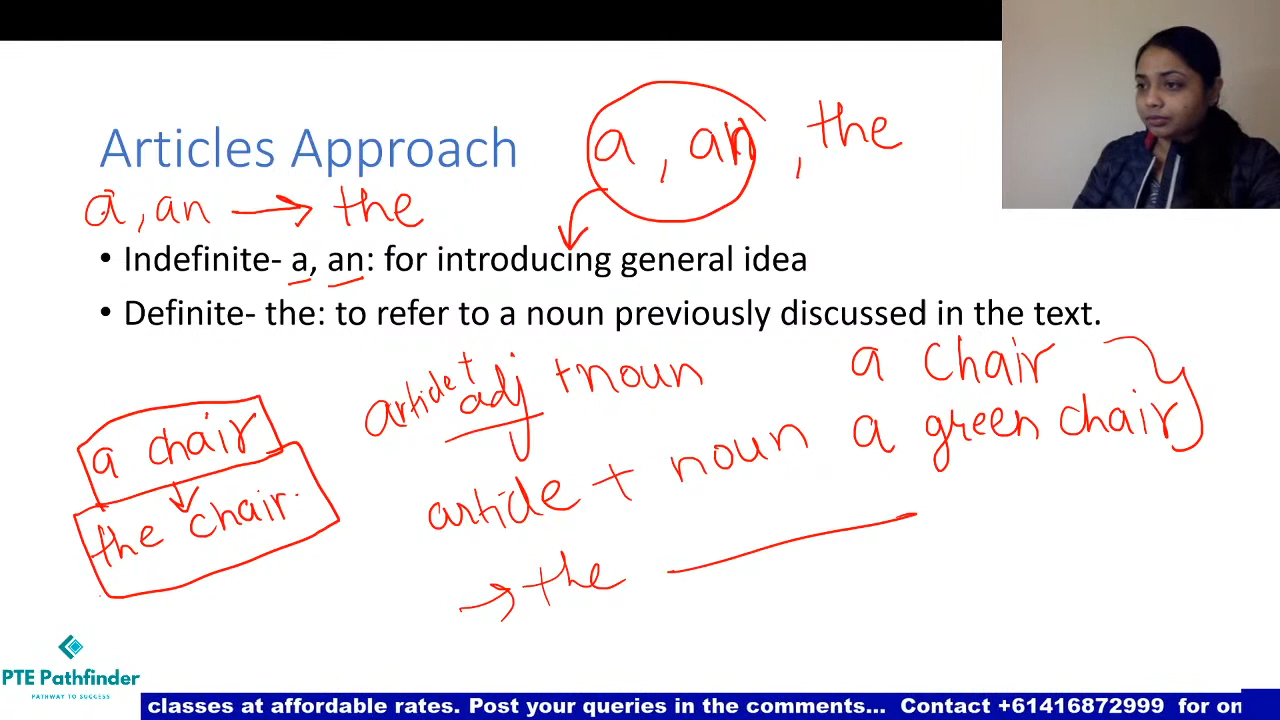 a, an, the
Articles Approach
a, an → the
• Indefinite- a, an: for introducing general idea
• Definite- the: to refer to a noun previously discussed in the text.
article + adj + noun
a chair
a green chair
article + noun
a chair
the chair.
→ the
PTE Pathfinder
PATHWAY TO SUCCESS
classes at affordable rates. Post your queries in the comments... Contact +61416872999 for on